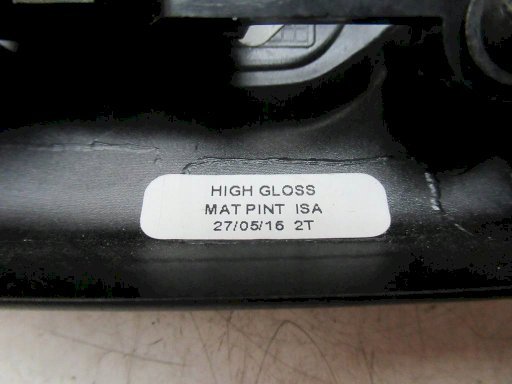 HIGH GLOSS
MAT PINT ISA
27/05/16 2T